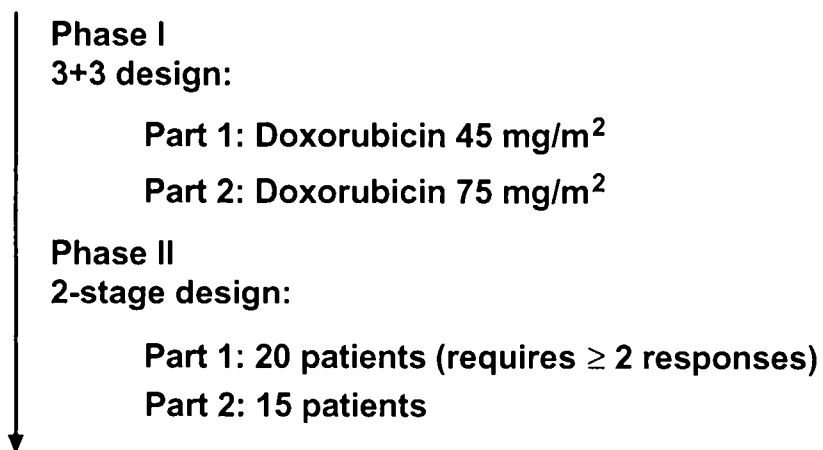 Phase I
3+3 design:
Part 1: Doxorubicin 45 mg/m²
Part 2: Doxorubicin 75 mg/m²
Phase II
2-stage design:
Part 1: 20 patients (requires ≥ 2 responses)
Part 2: 15 patients